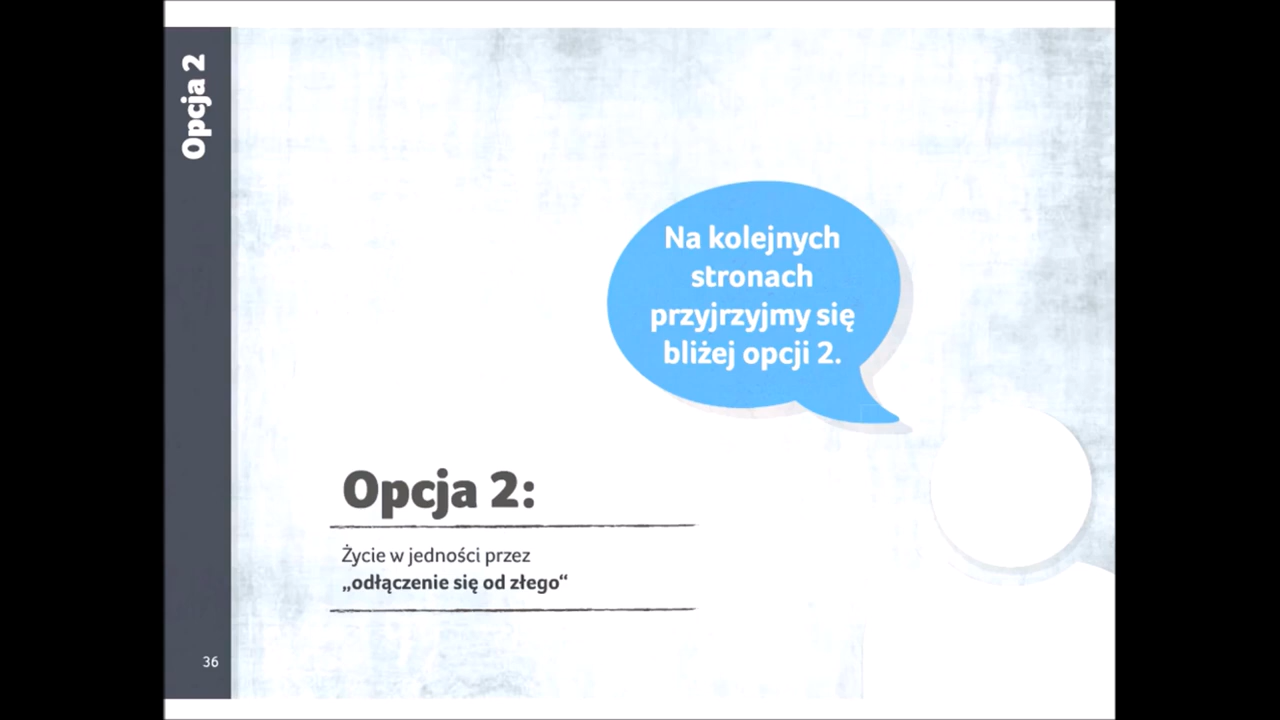 Opcja 2
Na kolejnych
stronach
przyjrzyjmy się
bliżej opcji 2.
Opcja 2:
Życie w jedności przez
„odłączenie się od złego“
36